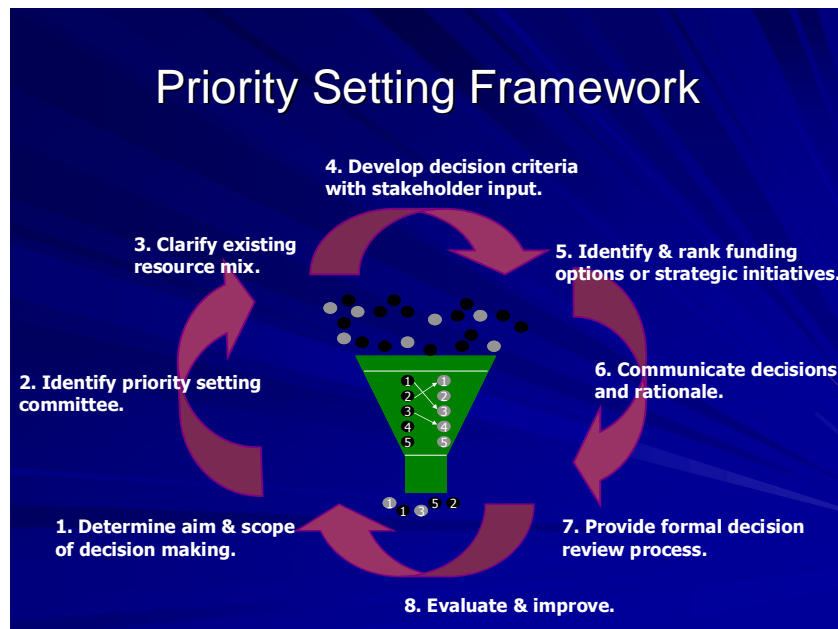 Priority Setting Framework
4. Develop decision criteria
with stakeholder input.
3. Clarify existing
resource mix.
5. Identify & rank funding
options or strategic initiatives.
2. Identify priority setting
committee.
6. Communicate decisions
and rationale.
1 1
2 2
3 3
4 4
5 5
1 1 3 5 2
1. Determine aim & scope
of decision making.
7. Provide formal decision
review process.
8. Evaluate & improve.